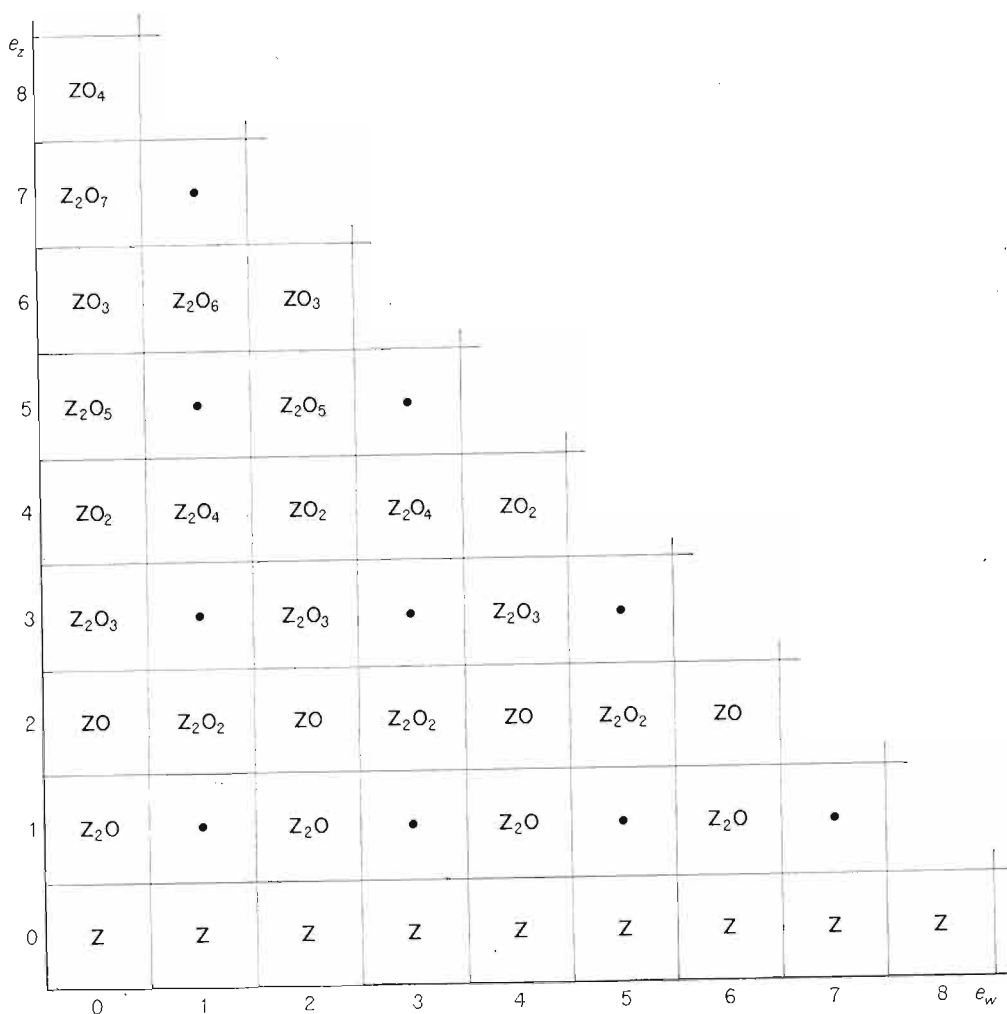 e_z
8 ZO₄
7 Z₂O₇ •
6 ZO₃ Z₂O₆ ZO₃
5 Z₂O₅ • Z₂O₅ •
4 ZO₂ Z₂O₄ ZO₂ Z₂O₄ ZO₂
3 Z₂O₃ • Z₂O₃ • Z₂O₃ •
2 ZO Z₂O₂ ZO Z₂O₂ ZO Z₂O₂ ZO
1 Z₂O • Z₂O • Z₂O • Z₂O •
0 Z Z Z Z Z Z Z Z Z
0 1 2 3 4 5 6 7 8 e_w